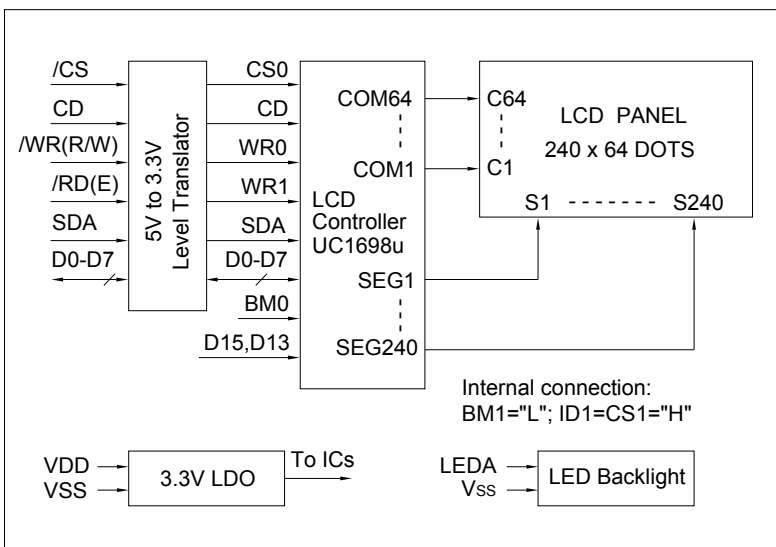 /CS
CD
/WR(R/W)
/RD(E)
SDA
D0-D7
5V to 3.3V
Level Translator
CS0
CD
WR0
WR1
SDA
D0-D7
BM0
D15,D13
COM64
COM1
LCD
Controller
UC1698u
SEG1
SEG240
C64
C1
LCD PANEL
240 x 64 DOTS
S1
S240
Internal connection:
BM1="L"; ID1=CS1="H"
VDD
VSS
3.3V LDO
To ICs
LEDA
VSS
LED Backlight